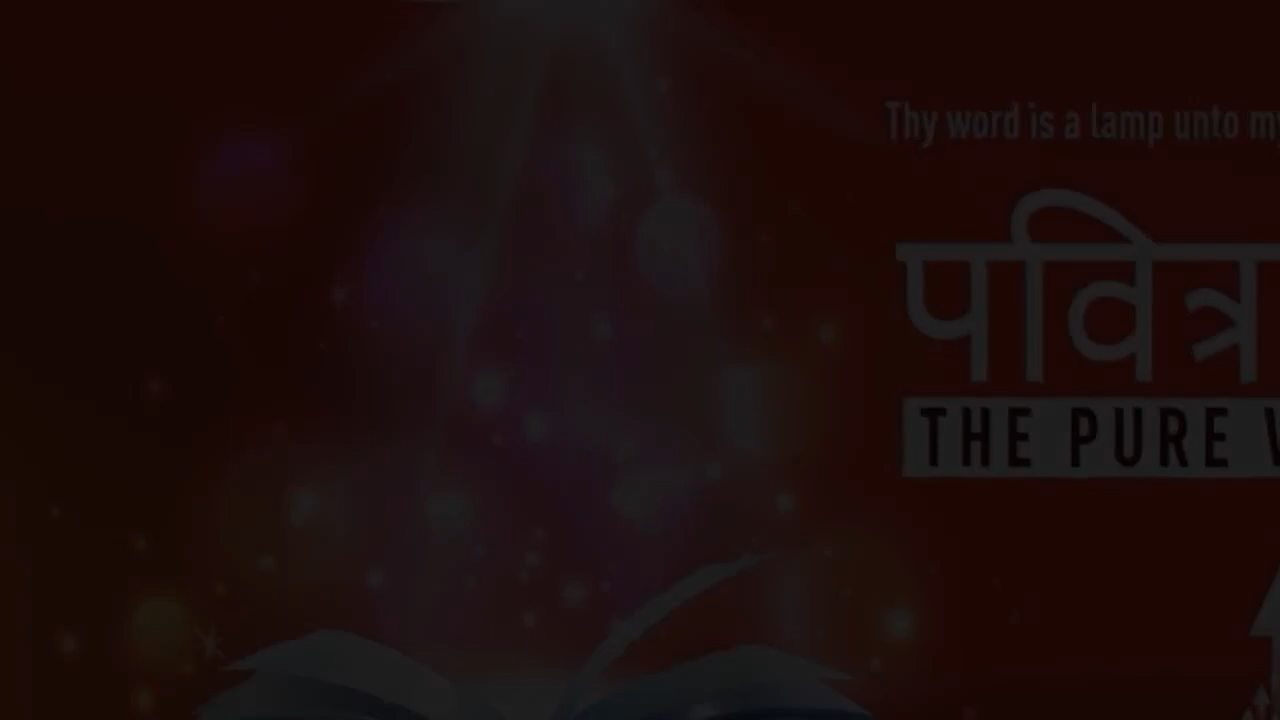 Thy word is a lamp unto
पवित्र
THE PURE